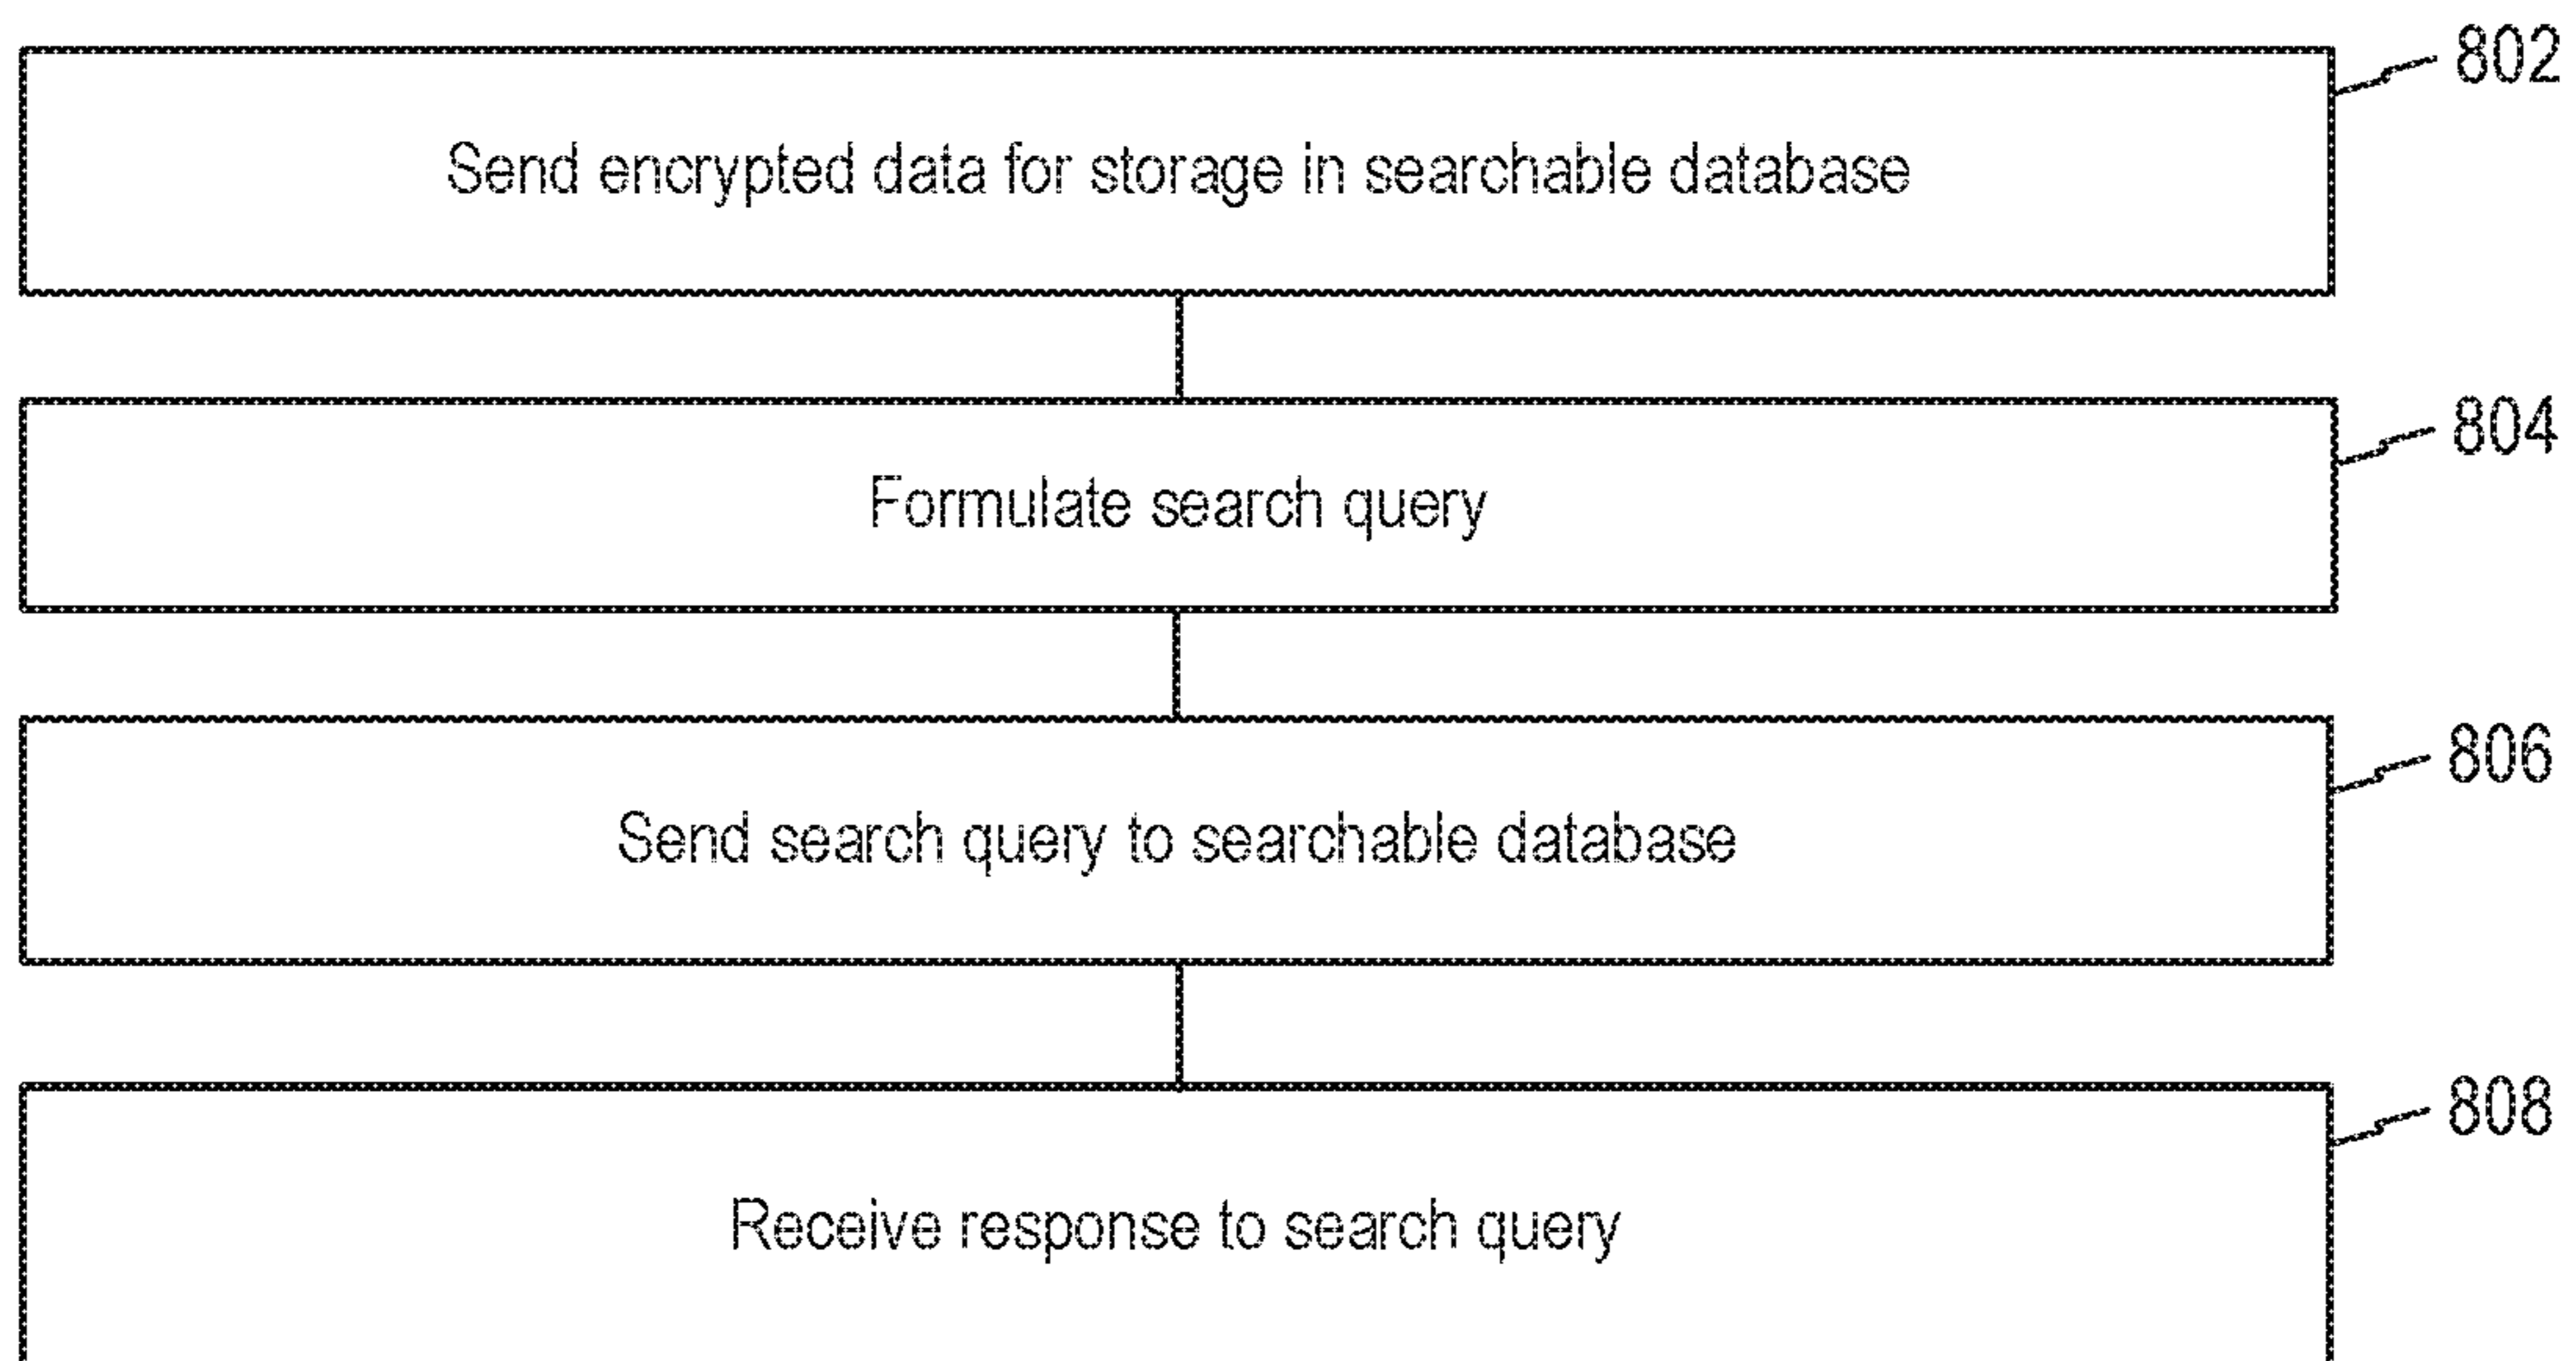 802
Send encrypted data for storage in searchable database
804
Formulate search query
806
Send search query to searchable database
808
Receive response to search query